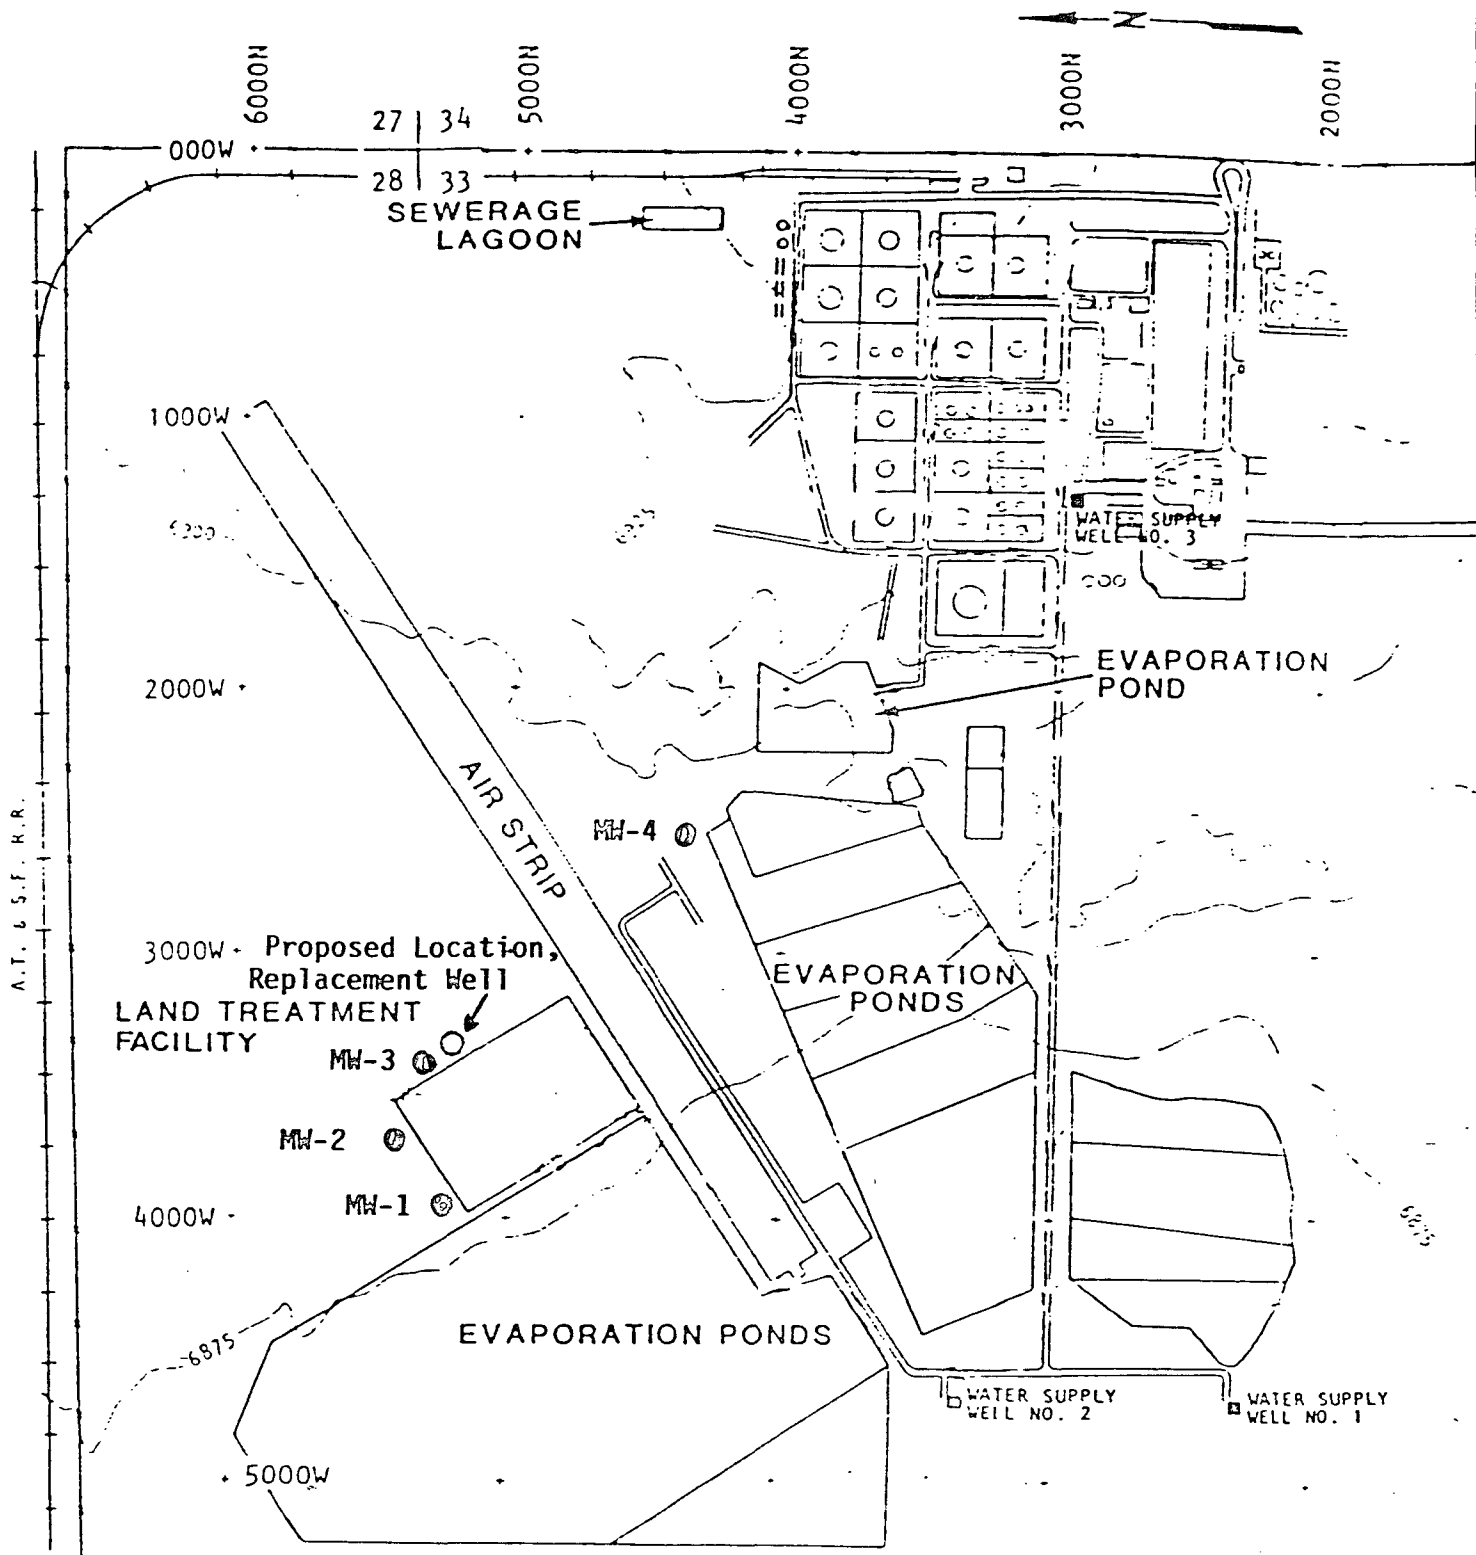 N
6000N
5000N
4000N
3000N
2000N
27 34
000W
28 33
SEWERAGE
LAGOON
1000W
WATER SUPPLY
WELL NO. 3
EVAPORATION
POND
2000W
AIR STRIP
MW-4
A.T. & S.F. R.R.
3000W
Proposed Location,
Replacement Well
EVAPORATION
PONDS
LAND TREATMENT
FACILITY
MW-3
MW-2
MW-1
4000W
6875
EVAPORATION PONDS
6875
WATER SUPPLY
WELL NO. 2
WATER SUPPLY
WELL NO. 1
5000W